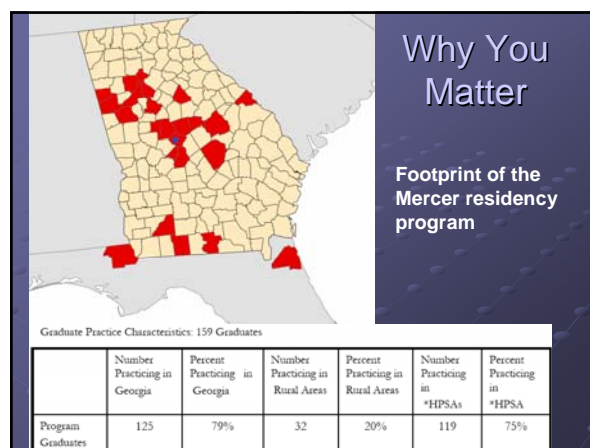 Why You
Matter
Footprint of the
Mercer residency
program
Graduate Practice Characteristics: 159 Graduates
Number Practicing in Georgia
Percent Practicing in Georgia
Number Practicing in Rural Areas
Percent Practicing in Rural Areas
Number Practicing in *HPSAs
Percent Practicing in *HPSA
Program Graduates
125
79%
32
20%
119
75%